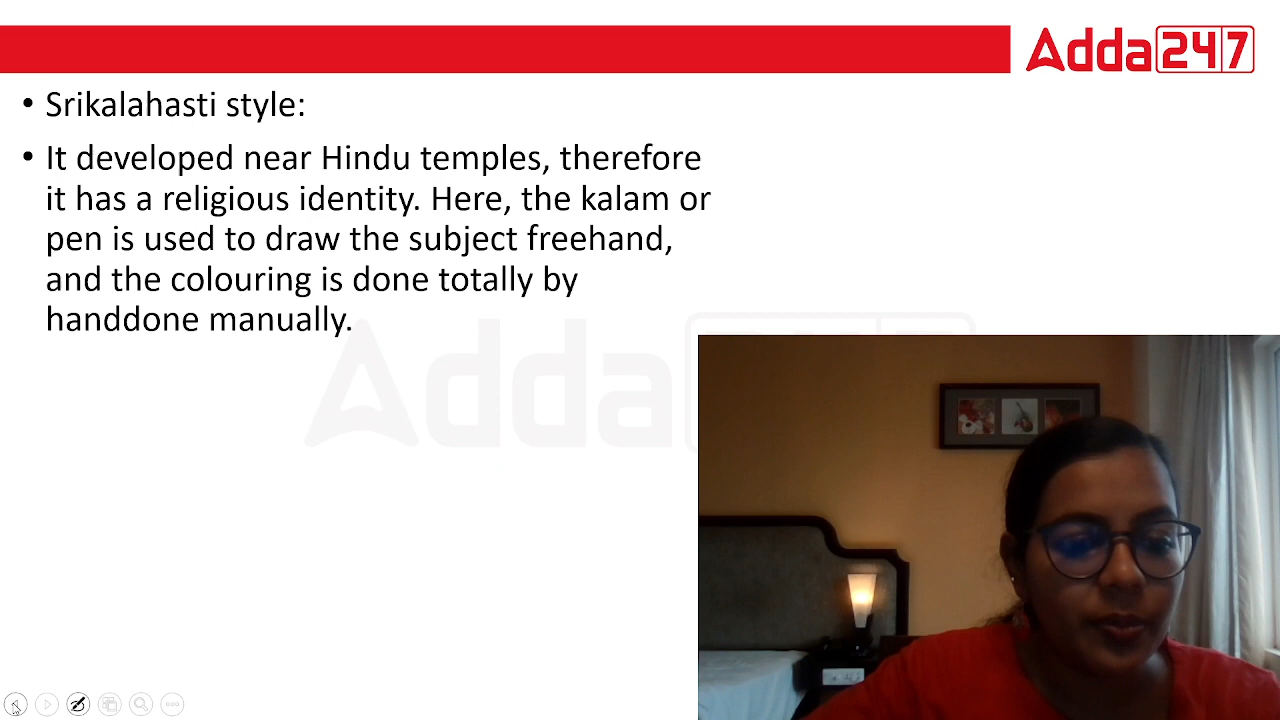 Adda247
• Srikalahasti style:
• It developed near Hindu temples, therefore
it has a religious identity. Here, the kalam or
pen is used to draw the subject freehand,
and the colouring is done totally by
handdone manually.
Adda247